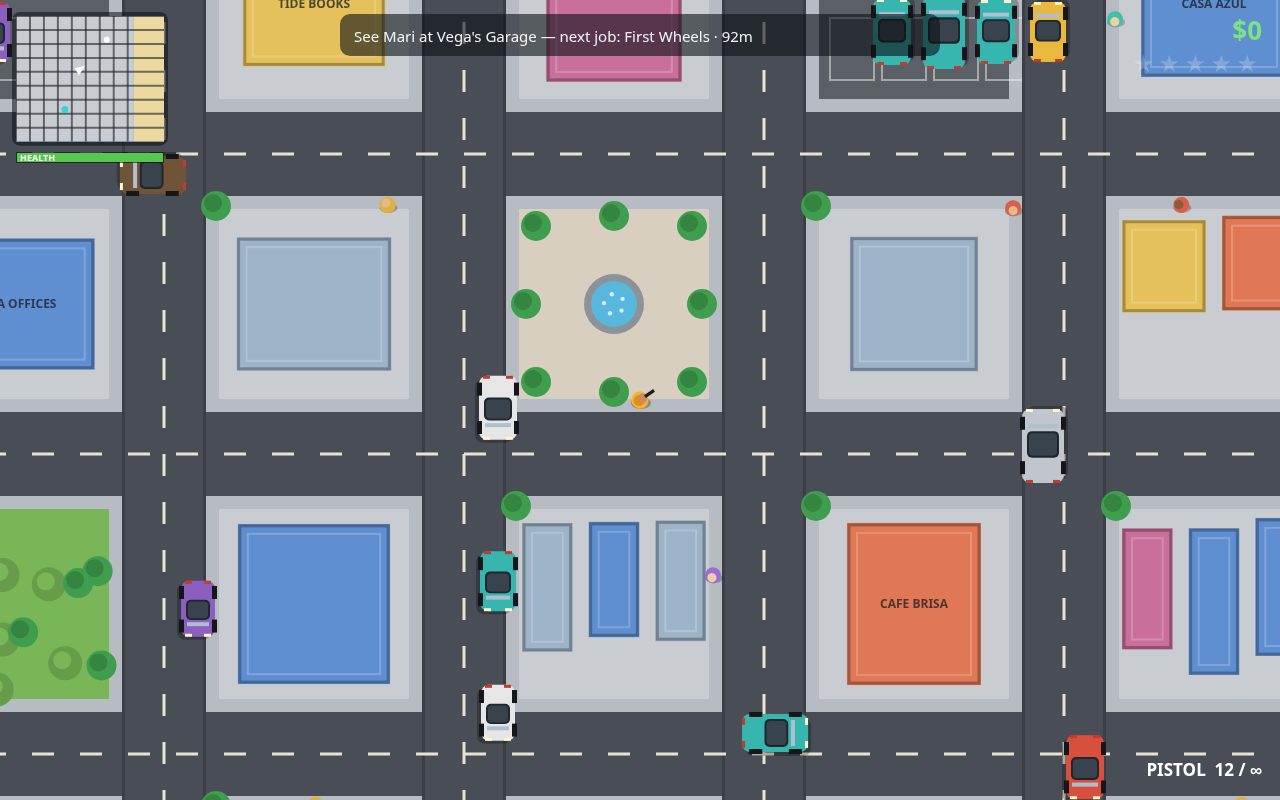 TIDE BOOKS
See Mari at Vega's Garage — next job: First Wheels · 92m
CASA AZUL
$0
HEALTH
A OFFICES
CAFE BRISA
PISTOL 12 / ∞